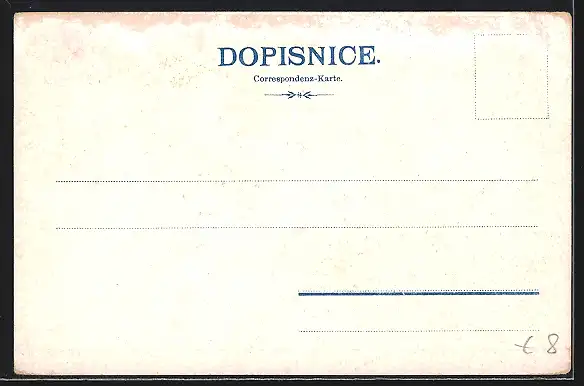 DOPISNICE.
Correspondenz-Karte.
€ 8